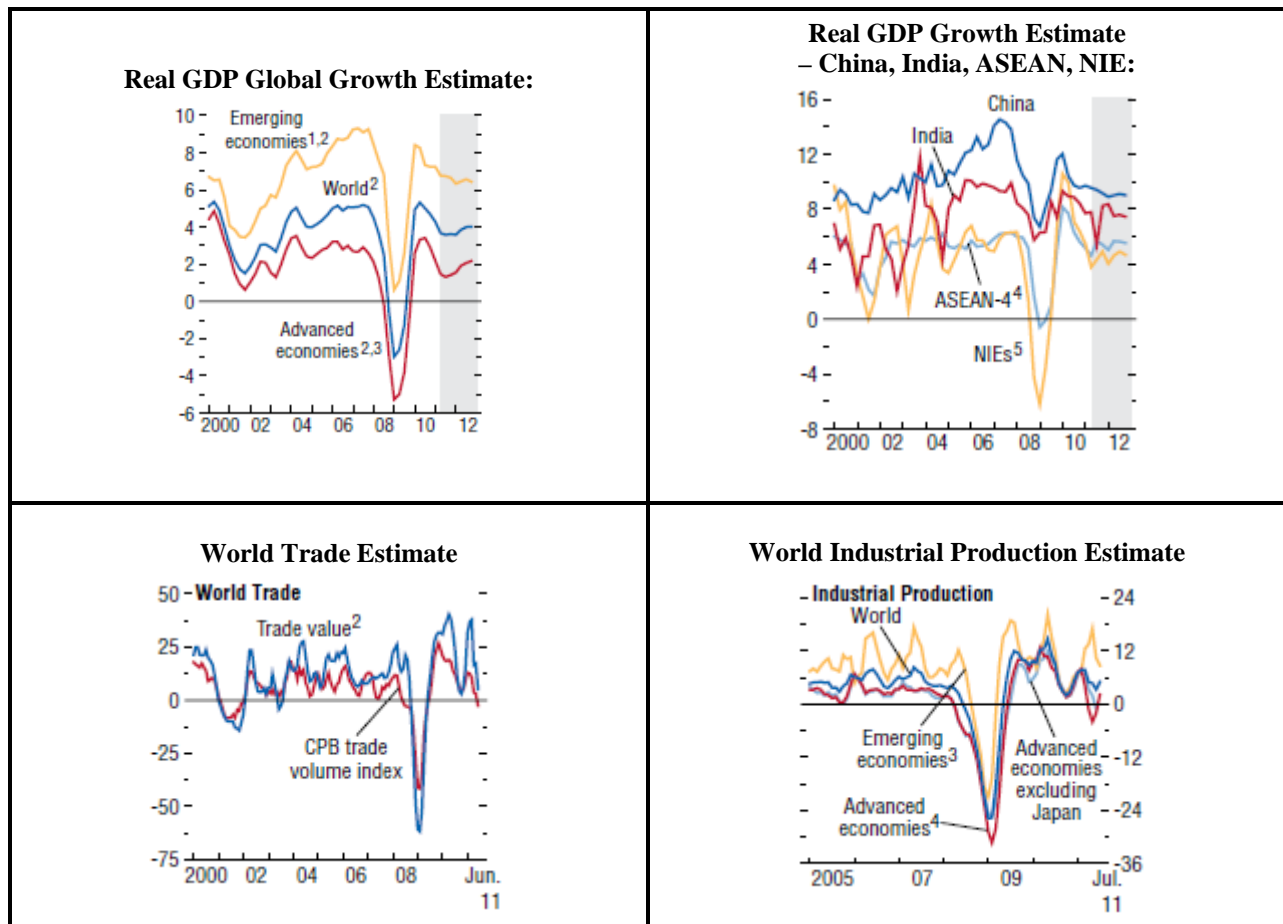 Real GDP Global Growth Estimate:
10
8
6
4
2
0
-2
-4
-6
Emerging
economies1,2
World2
Advanced
economies2,3
2000 02 04 06 08 10 12
Real GDP Growth Estimate
– China, India, ASEAN, NIE:
16
12
8
4
0
-4
-8
China
India
ASEAN-44
NIEs5
2000 02 04 06 08 10 12
World Trade Estimate
50
25
0
-25
-50
-75
World Trade
Trade value2
CPB trade
volume index
2000 02 04 06 08 Jun.
11
World Industrial Production Estimate
Industrial Production
World
24
12
0
-12
-24
-36
Emerging
economies3
Advanced
economies
excluding
Japan
Advanced
economies4
2005 07 09 Jul.
11